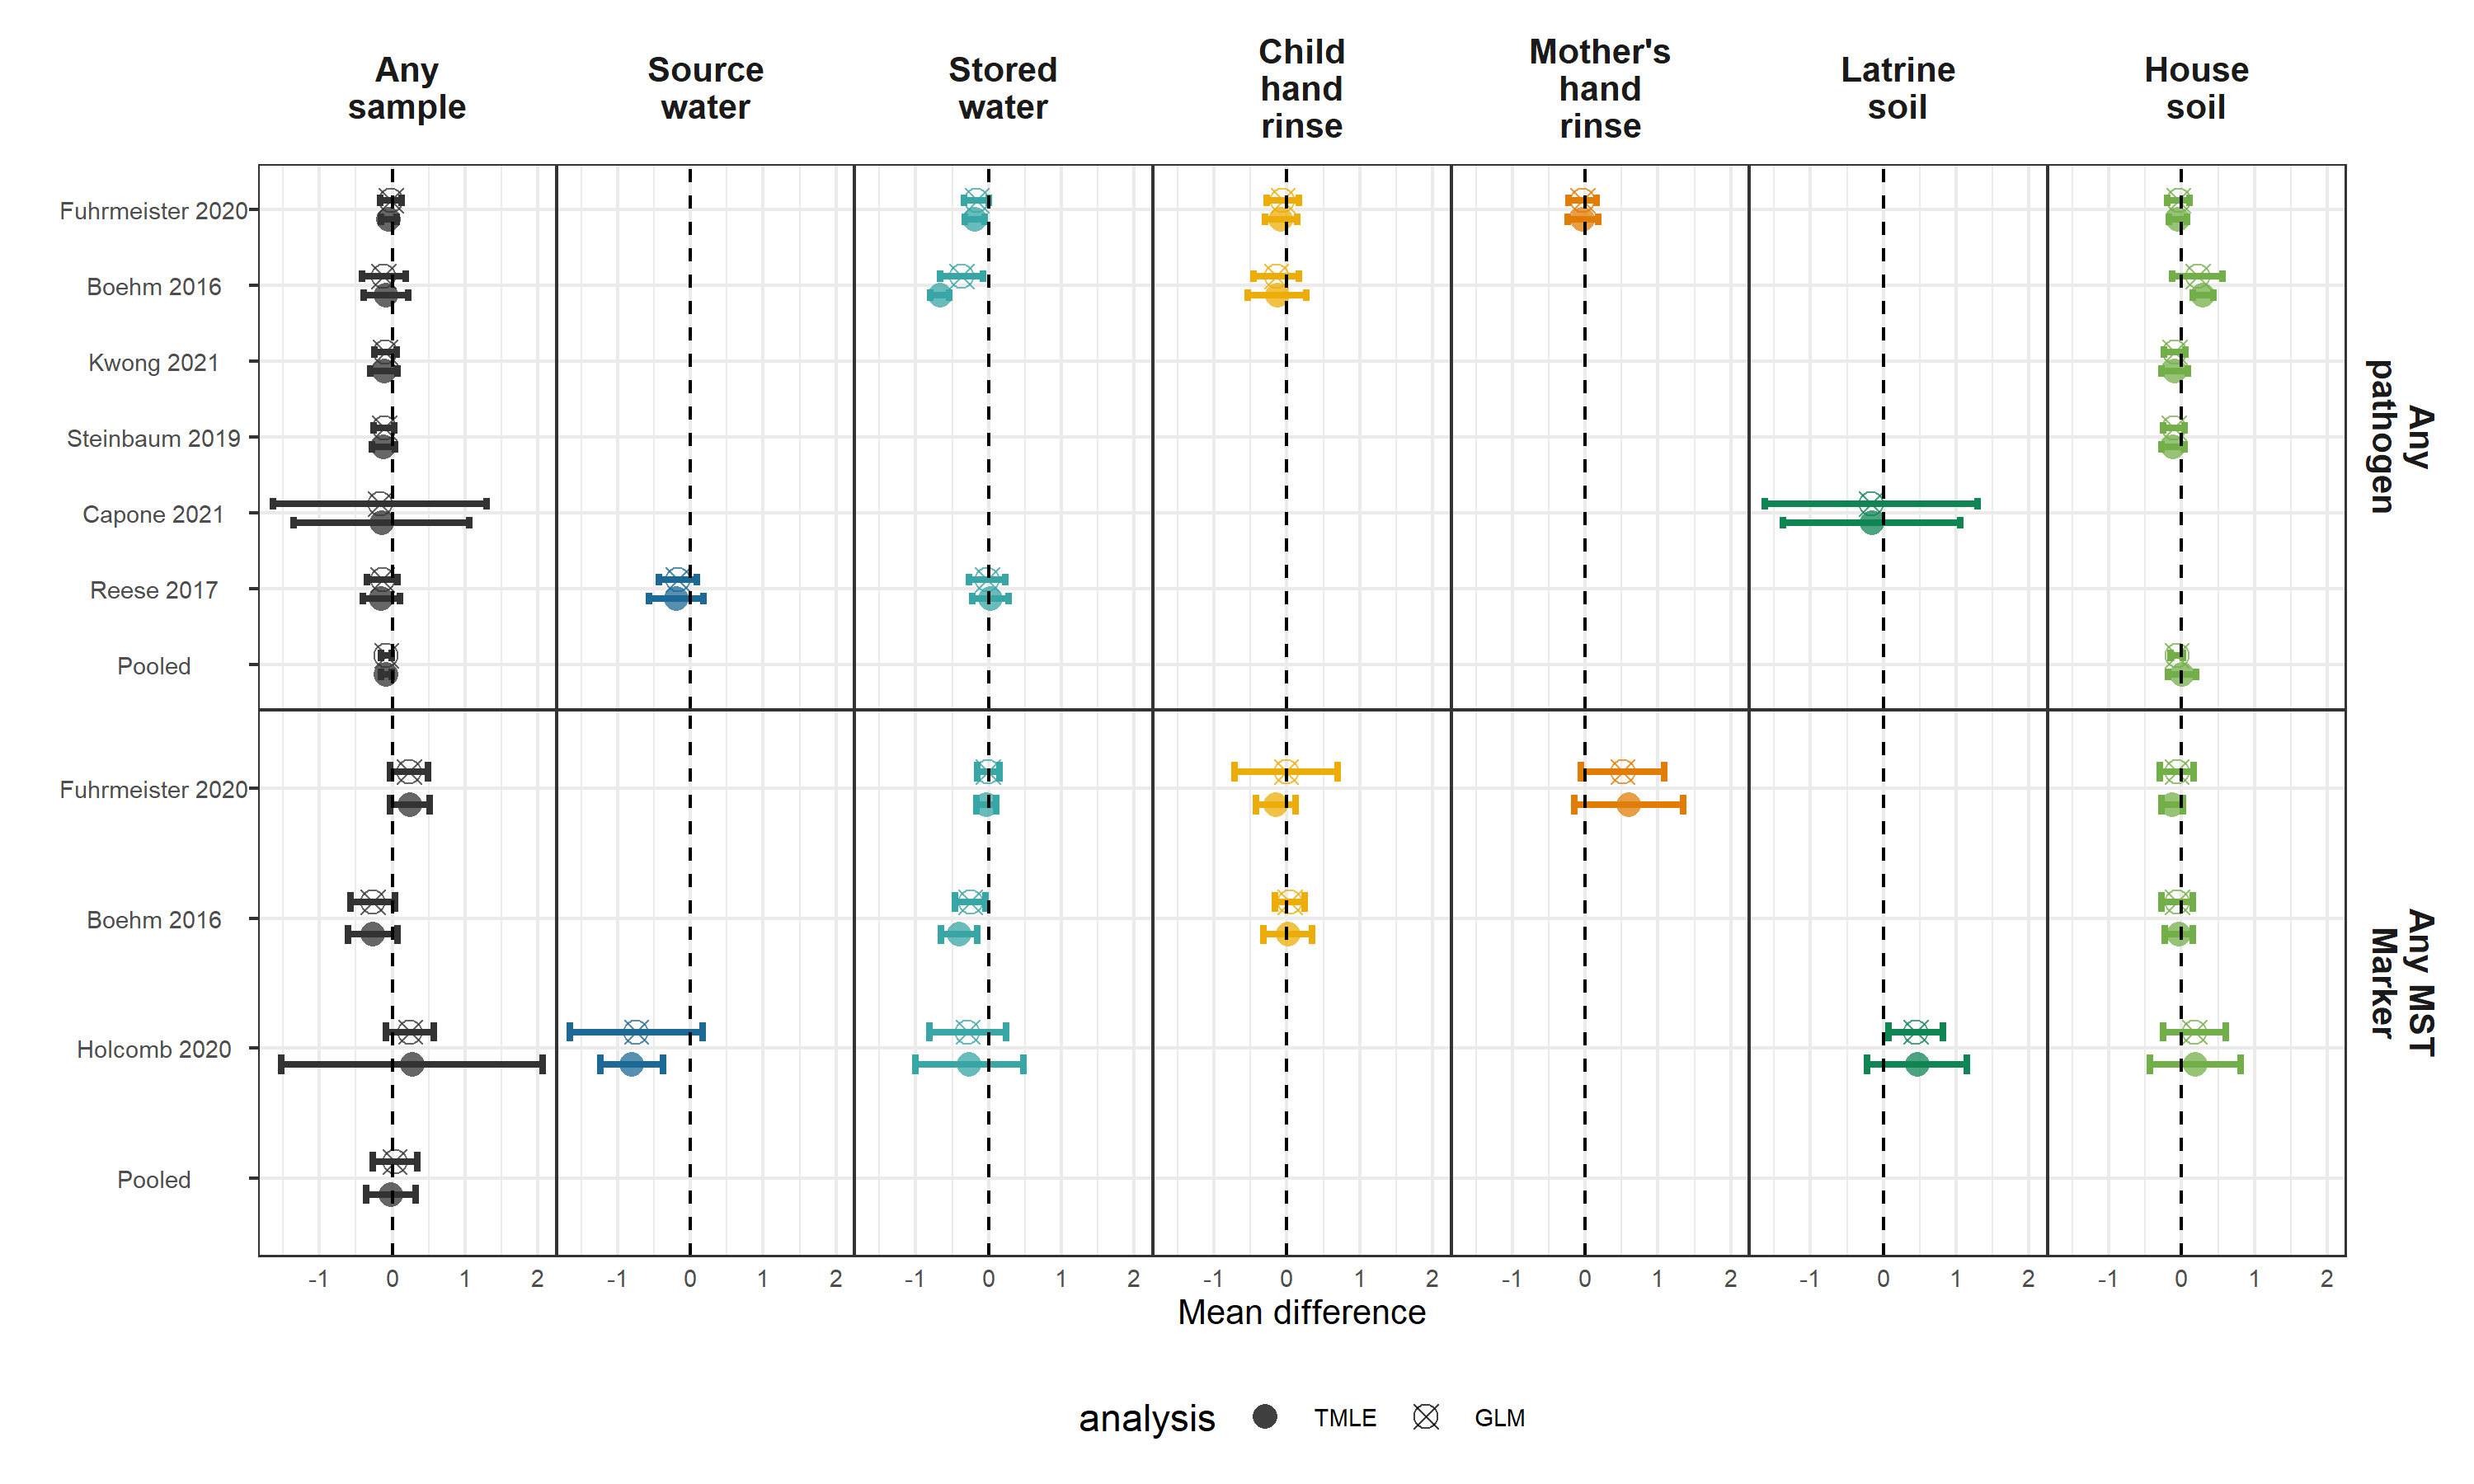 Any
sample
Source
water
Stored
water
Child
hand
rinse
Mother's
hand
rinse
Latrine
soil
House
soil
Fuhrmeister 2020
Boehm 2016
Kwong 2021
Steinbaum 2019
Capone 2021
Reese 2017
Pooled
Any
pathogen
Fuhrmeister 2020
Boehm 2016
Holcomb 2020
Pooled
Any MST
Marker
-1 0 1 2 -1 0 1 2 -1 0 1 2 -1 0 1 2 -1 0 1 2 -1 0 1 2 -1 0 1 2
Mean difference
analysis TMLE GLM